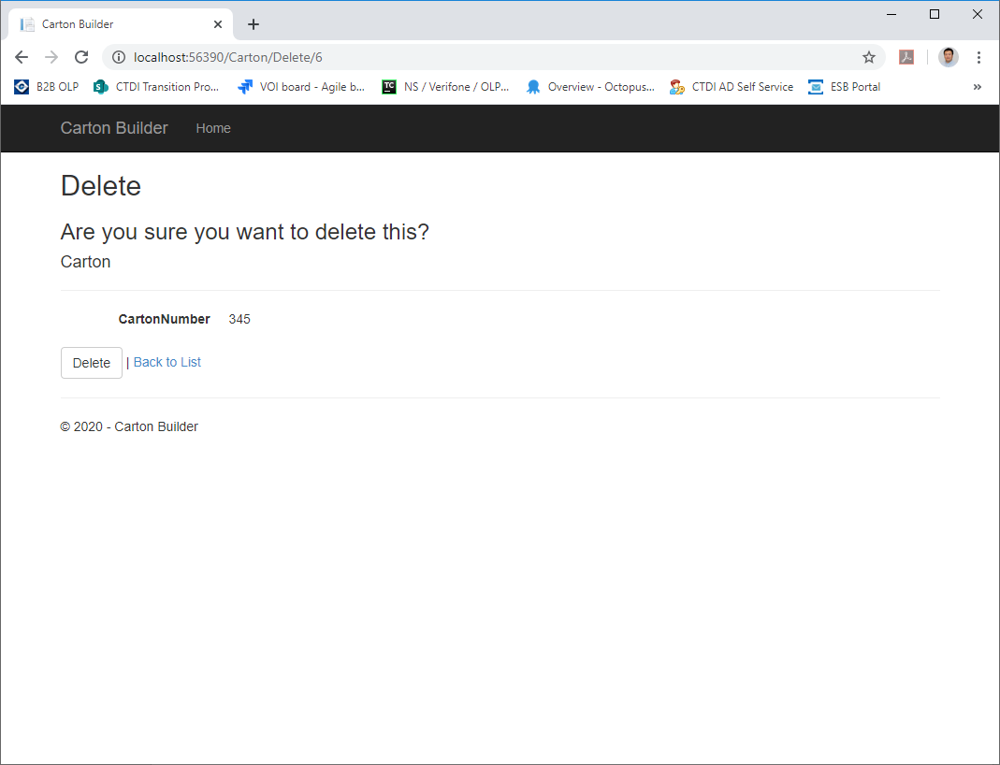 Carton Builder
localhost:56390/Carton/Delete/6
B2B OLP CTDI Transition Pro... VOI board - Agile b... NS / Verifone / OLP... Overview - Octopus... CTDI AD Self Service ESB Portal »
Carton Builder Home
Delete
Are you sure you want to delete this?
Carton
CartonNumber 345
Delete | Back to List
© 2020 - Carton Builder